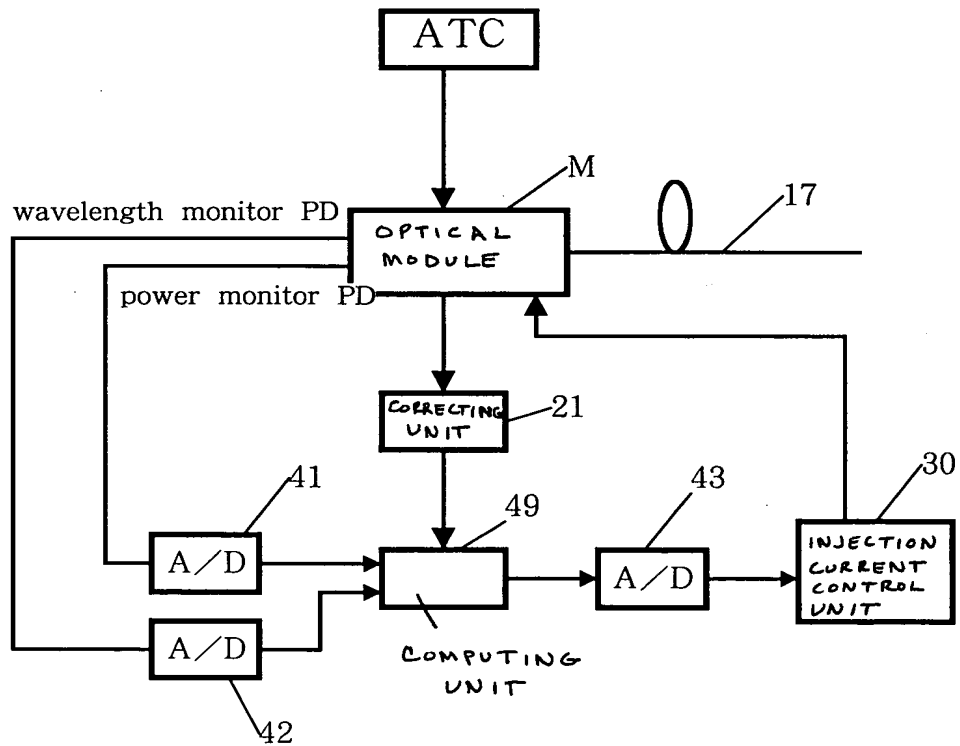 ATC
M
17
wavelength monitor PD
OPTICAL
MODULE
power monitor PD
CORRECTING
UNIT
21
41
49
43
30
A/D
A/D
INJECTION
CURRENT
CONTROL
UNIT
A/D
COMPUTING
UNIT
42